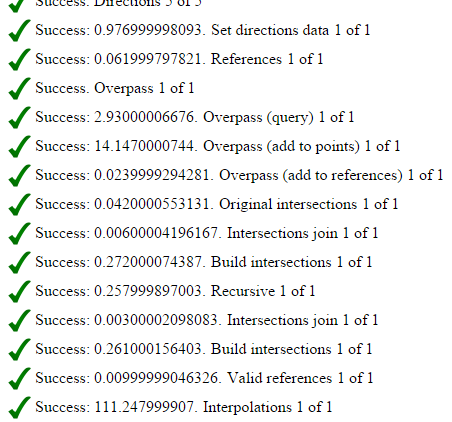 Success: Directions 5 of 5
Success: 0.976999998093. Set directions data 1 of 1
Success: 0.061999797821. References 1 of 1
Success. Overpass 1 of 1
Success: 2.93000006676. Overpass (query) 1 of 1
Success: 14.1470000744. Overpass (add to points) 1 of 1
Success: 0.0239999294281. Overpass (add to references) 1 of 1
Success: 0.0420000553131. Original intersections 1 of 1
Success: 0.00600004196167. Intersections join 1 of 1
Success: 0.272000074387. Build intersections 1 of 1
Success: 0.257999897003. Recursive 1 of 1
Success: 0.00300002098083. Intersections join 1 of 1
Success: 0.261000156403. Build intersections 1 of 1
Success: 0.00999999046326. Valid references 1 of 1
Success: 111.247999907. Interpolations 1 of 1